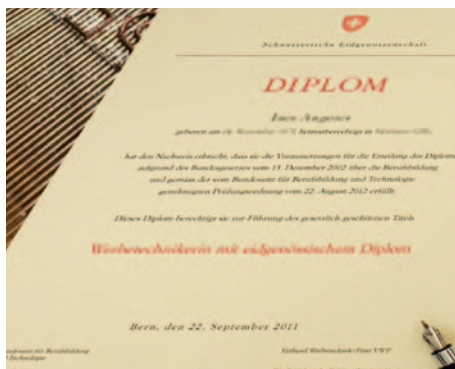 Schweizerische Eidgenossenschaft
DIPLOM
Ines
geboren am heimatberechtigt in
hat den Nachweis erbracht, dass sie die Voraussetzungen für die Erteilung des Diploms
aufgrund des Bundesgesetzes vom 13. Dezember 2002 über die Berufsbildung
und gemäss der vom Bundesamt für Berufsbildung und Technologie
genehmigten Prüfungsordnung vom 22. August 2012 erfüllt.
Dieses Diplom berechtigt sie zur Führung des gesetzlich geschützten Titels
Werbetechnikerin mit eidgenössischem Diplom
Bern, den 22. September 2011
für Berufsbildung
Technologie
Verband Werbetechnik+Print VWP